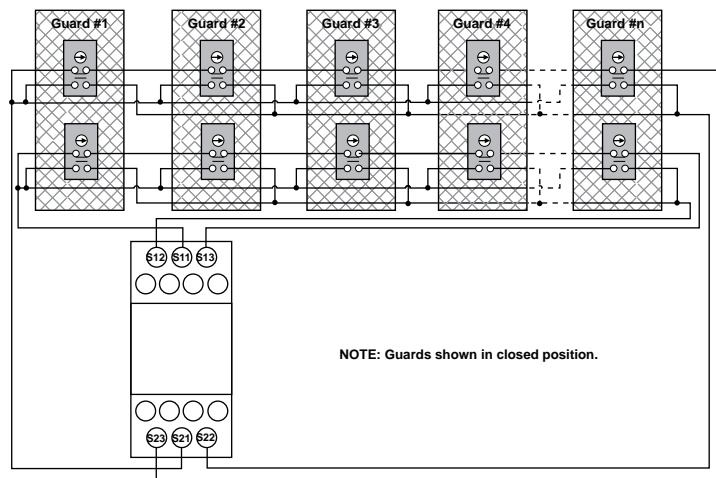 Guard #1 Guard #2 Guard #3 Guard #4 Guard #n
S12 S11 S13
NOTE: Guards shown in closed position.
S23 S21 S22